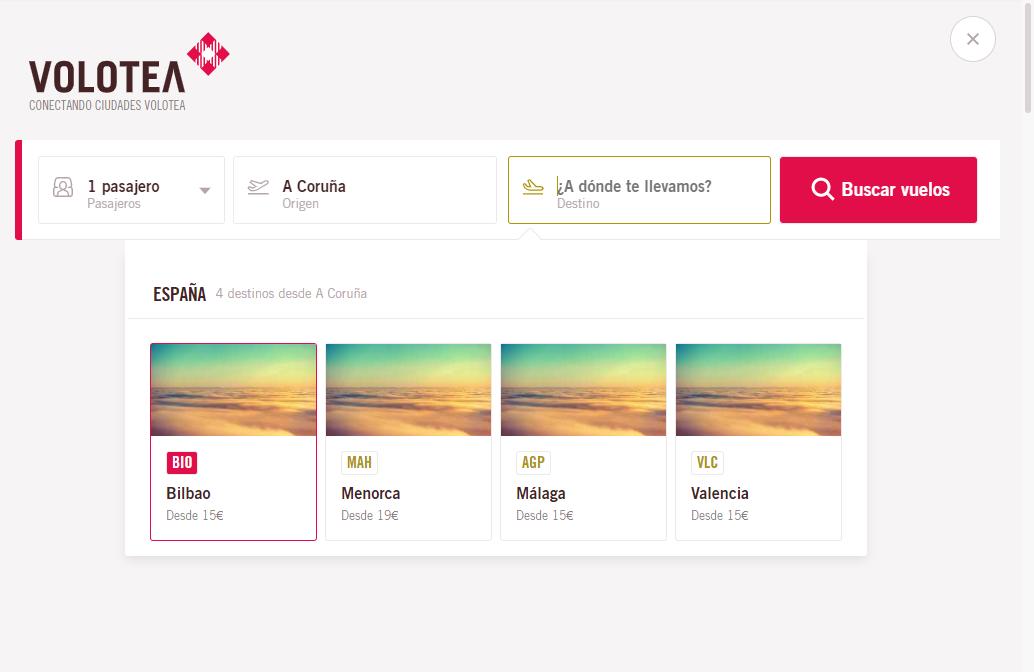 VOLOTEA
CONECTANDO CIUDADES VOLOTEA
1 pasajero
Pasajeros
A Coruña
Origen
¿A dónde te llevamos?
Destino
Buscar vuelos
ESPAÑA 4 destinos desde A Coruña
BIO
Bilbao
Desde 15€
MAH
Menorca
Desde 19€
AGP
Málaga
Desde 15€
VLC
Valencia
Desde 15€